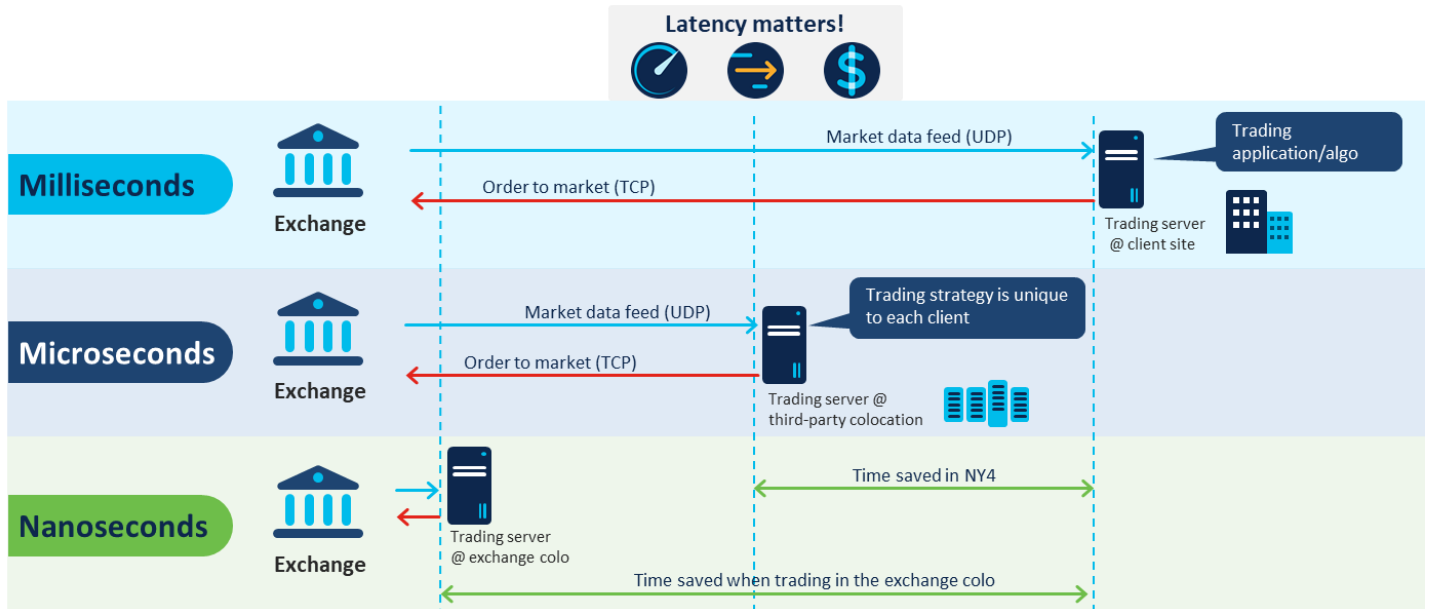 Latency matters!
Milliseconds
Exchange
Market data feed (UDP)
Order to market (TCP)
Trading
application/algo
Trading server
@ client site
Microseconds
Exchange
Market data feed (UDP)
Order to market (TCP)
Trading strategy is unique
to each client
Trading server @
third-party colocation
Nanoseconds
Exchange
Trading server
@ exchange colo
Time saved in NY4
Time saved when trading in the exchange colo